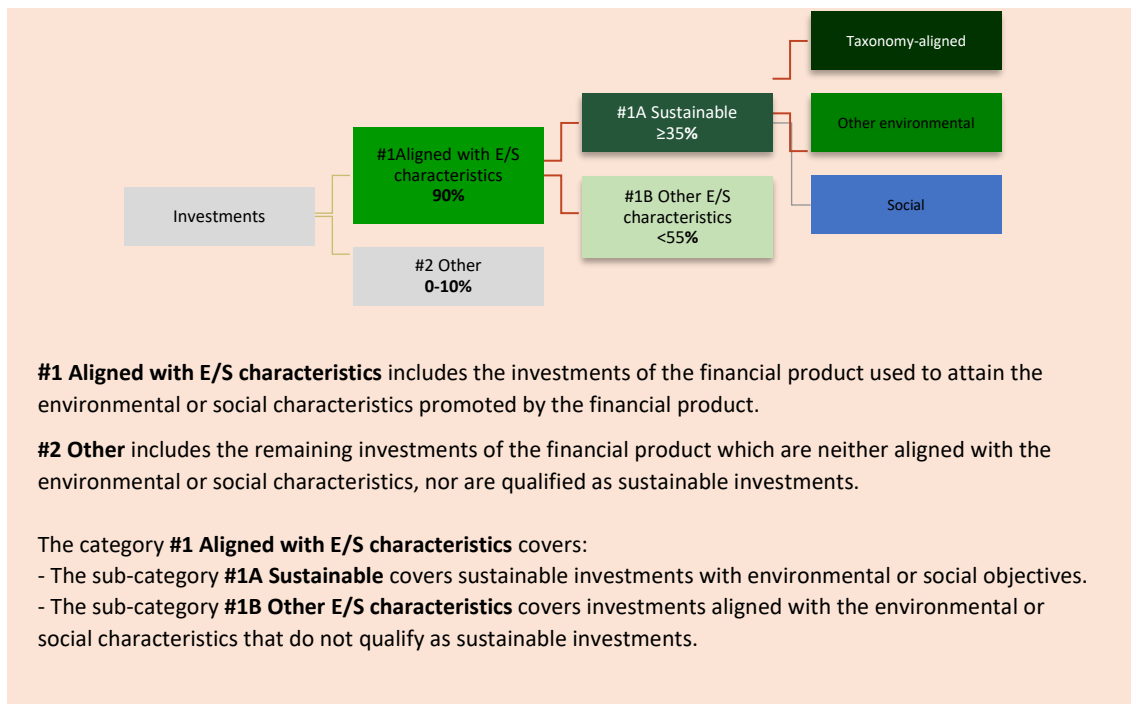 Taxonomy-aligned
#1A Sustainable
≥35%
Other environmental
#1Aligned with E/S
characteristics
90%
#1B Other E/S
characteristics
<55%
Social
Investments
#2 Other
0-10%
#1 Aligned with E/S characteristics includes the investments of the financial product used to attain the
environmental or social characteristics promoted by the financial product.
#2 Other includes the remaining investments of the financial product which are neither aligned with the
environmental or social characteristics, nor are qualified as sustainable investments.
The category #1 Aligned with E/S characteristics covers:
- The sub-category #1A Sustainable covers sustainable investments with environmental or social objectives.
- The sub-category #1B Other E/S characteristics covers investments aligned with the environmental or
social characteristics that do not qualify as sustainable investments.